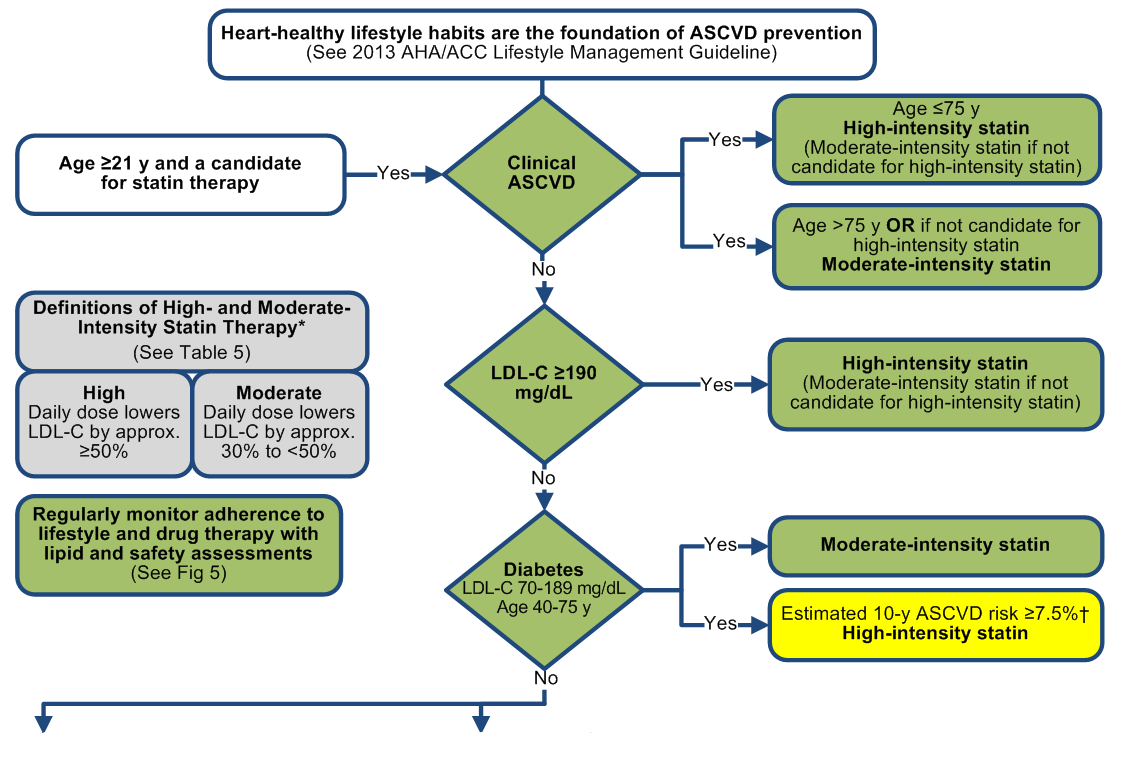 Heart-healthy lifestyle habits are the foundation of ASCVD prevention
(See 2013 AHA/ACC Lifestyle Management Guideline)
Age ≥21 y and a candidate
for statin therapy
Yes
Clinical
ASCVD
Yes
Age ≤75 y
High-intensity statin
(Moderate-intensity statin if not
candidate for high-intensity statin)
Yes
Age >75 y OR if not candidate for
high-intensity statin
Moderate-intensity statin
No
Definitions of High- and Moderate-
Intensity Statin Therapy*
(See Table 5)
High
Daily dose lowers
LDL-C by approx.
≥50%
Moderate
Daily dose lowers
LDL-C by approx.
30% to <50%
LDL-C ≥190
mg/dL
Yes
High-intensity statin
(Moderate-intensity statin if not
candidate for high-intensity statin)
No
Regularly monitor adherence to
lifestyle and drug therapy with
lipid and safety assessments
(See Fig 5)
Diabetes
LDL-C 70-189 mg/dL
Age 40-75 y
Yes
Moderate-intensity statin
Yes
Estimated 10-y ASCVD risk ≥7.5%†
High-intensity statin
No